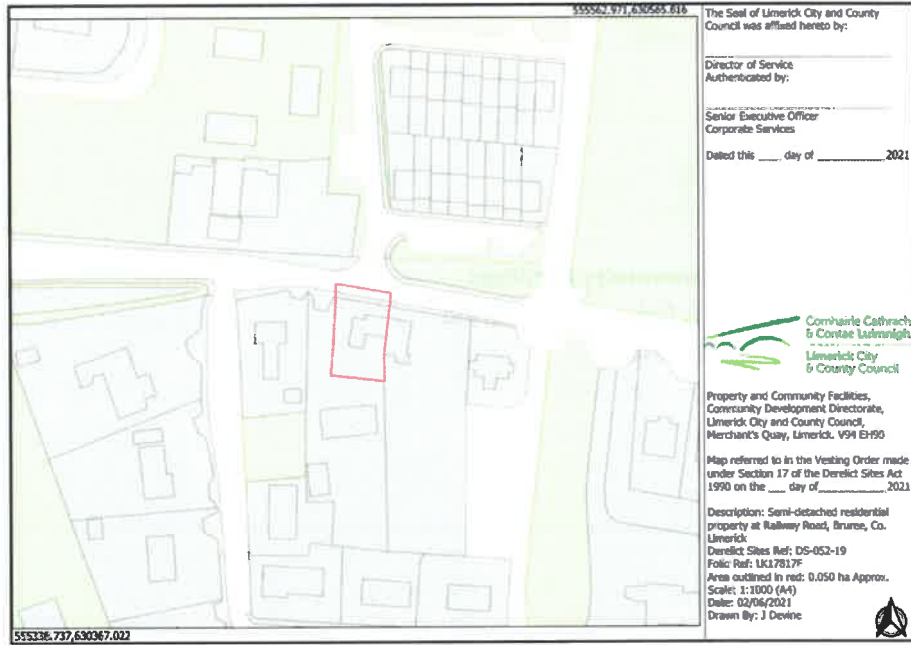 555562.971,630565.616
The Seal of Limerick City and County
Council was affixed hereto by:
Director of Service
Authenticated by:
Senior Executive Officer
Corporate Services
Dated this ____ day of __________ 2021
Comhairle Cathrach
& Contae Luimnigh
Limerick City
& County Council
Property and Community Facilities,
Community Development Directorate,
Limerick City and County Council,
Merchant's Quay, Limerick. V94 EH90
Map referred to in the Vesting Order made
under Section 17 of the Derelict Sites Act
1990 on the ___ day of __________ 2021
Description: Semi-detached residential
property at Railway Road, Bruree, Co.
Limerick
Derelict Sites Ref: DS-052-19
Folio Ref: LK17817F
Area outlined in red: 0.050 ha Approx.
Scale: 1:1000 (A4)
Date: 02/06/2021
Drawn By: J Devine
555336.737,630367.022